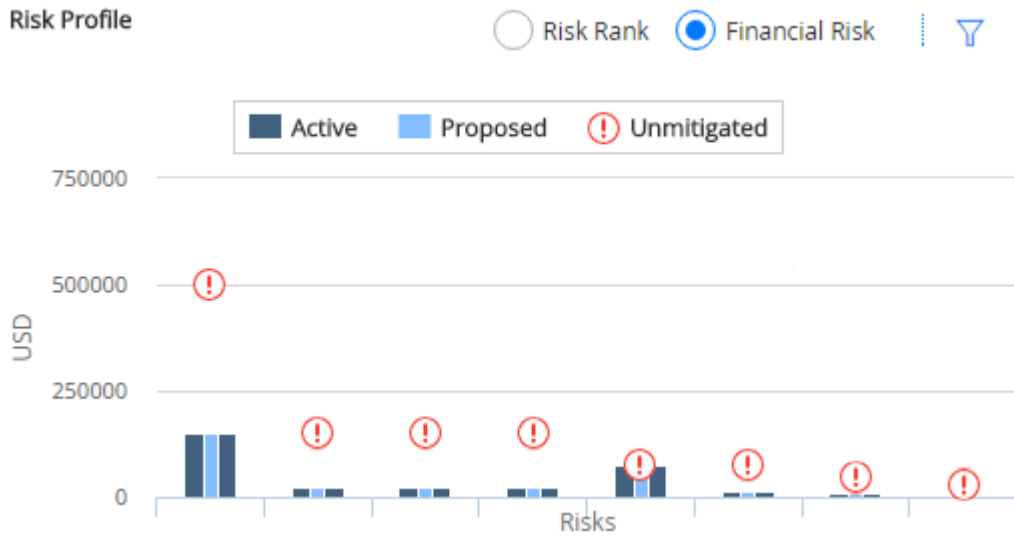 Risk Profile
Risk Rank Financial Risk
Active Proposed Unmitigated
750000
500000
250000
0
USD
Risks